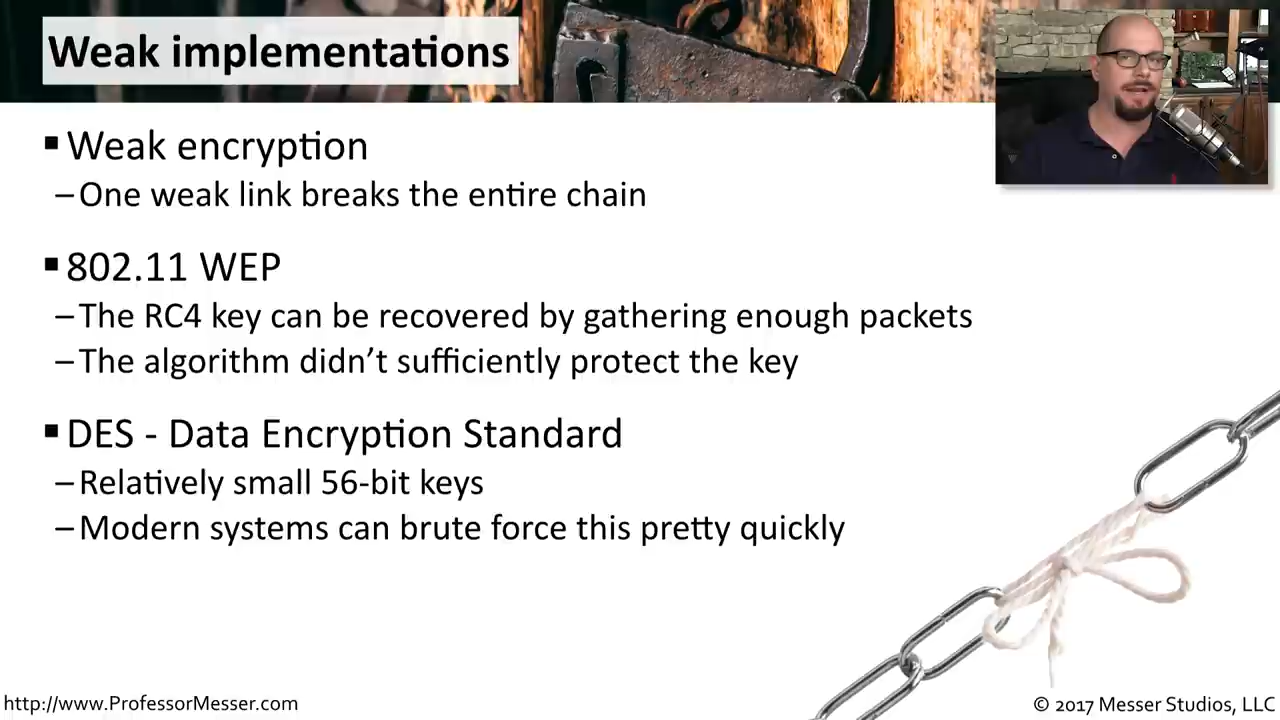 Weak implementations
▪ Weak encryption
– One weak link breaks the entire chain
▪ 802.11 WEP
– The RC4 key can be recovered by gathering enough packets
– The algorithm didn’t sufficiently protect the key
▪ DES - Data Encryption Standard
– Relatively small 56-bit keys
– Modern systems can brute force this pretty quickly
http://www.ProfessorMesser.com
© 2017 Messer Studios, LLC